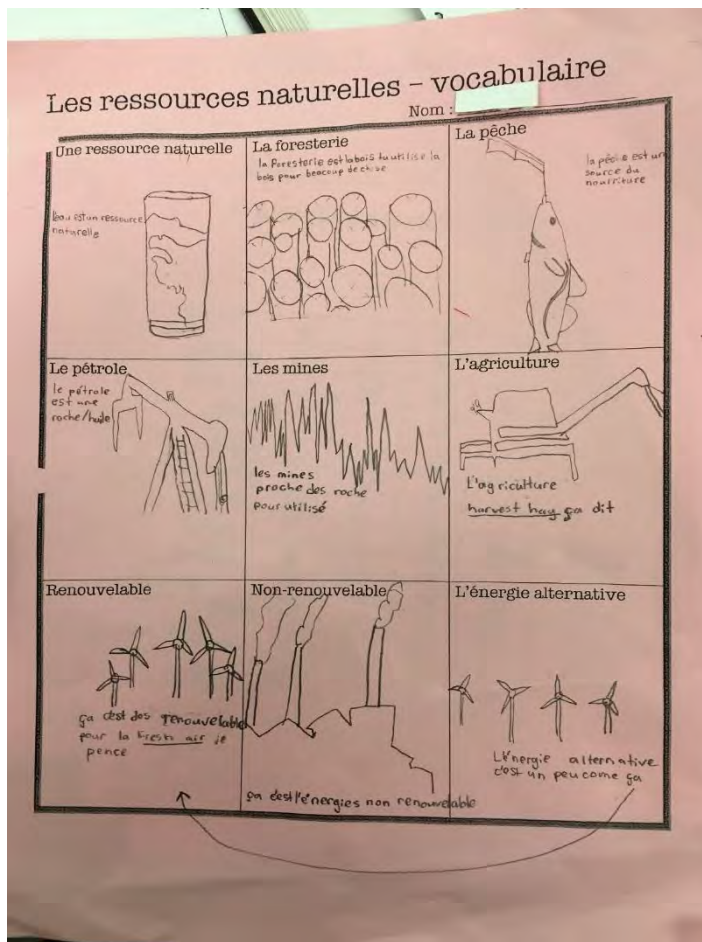 Les ressources naturelles – vocabulaire
Nom :
Une ressource naturelle
l'eau est un ressource
naturelle
La foresterie
la foresterie est la bois tu utilise la
bois pour beacoup de chose
La pêche
la pêche est un
source du
nourriture
Le pétrole
le pétrole
est une
roche/huile
Les mines
les mines
proche des roche
pour utilisé
L'agriculture
L'agriculture
harvest hay ça dit
Renouvelable
ça c'est des renouvelable
pour la fresh air je
pence
Non-renouvelable
ça c'est l'énergies non renouvelable
L'énergie alternative
L'énergie alternative
c'est un peu come ça